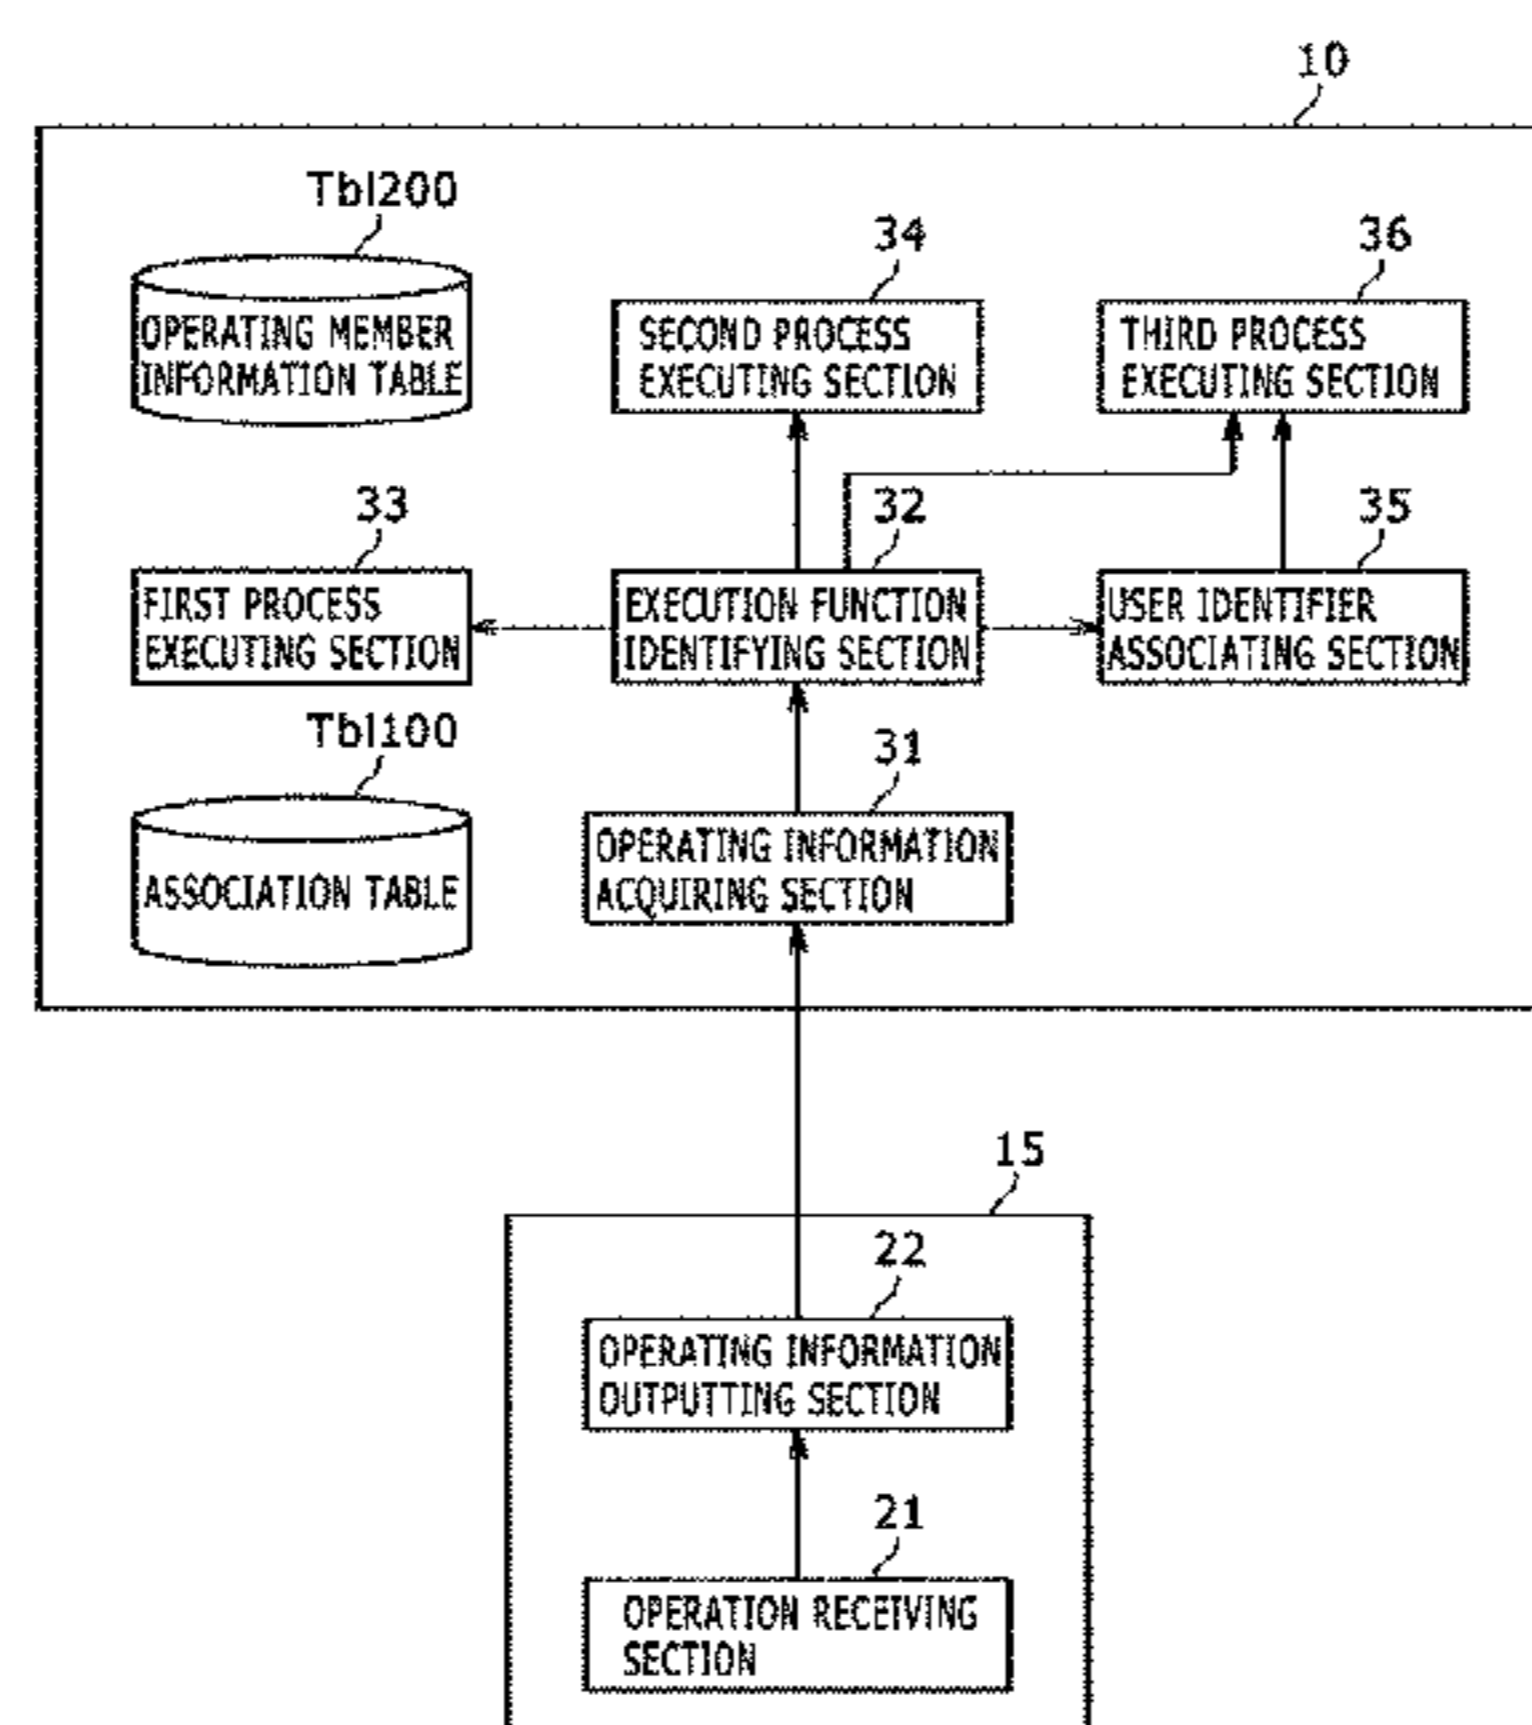 10
Tbl200
34
36
OPERATING MEMBER
INFORMATION TABLE
SECOND PROCESS
EXECUTING SECTION
THIRD PROCESS
EXECUTING SECTION
33
32
35
FIRST PROCESS
EXECUTING SECTION
EXECUTION FUNCTION
IDENTIFYING SECTION
USER IDENTIFIER
ASSOCIATING SECTION
Tbl100
31
ASSOCIATION TABLE
OPERATING INFORMATION
ACQUIRING SECTION
15
22
OPERATING INFORMATION
OUTPUTTING SECTION
21
OPERATION RECEIVING
SECTION